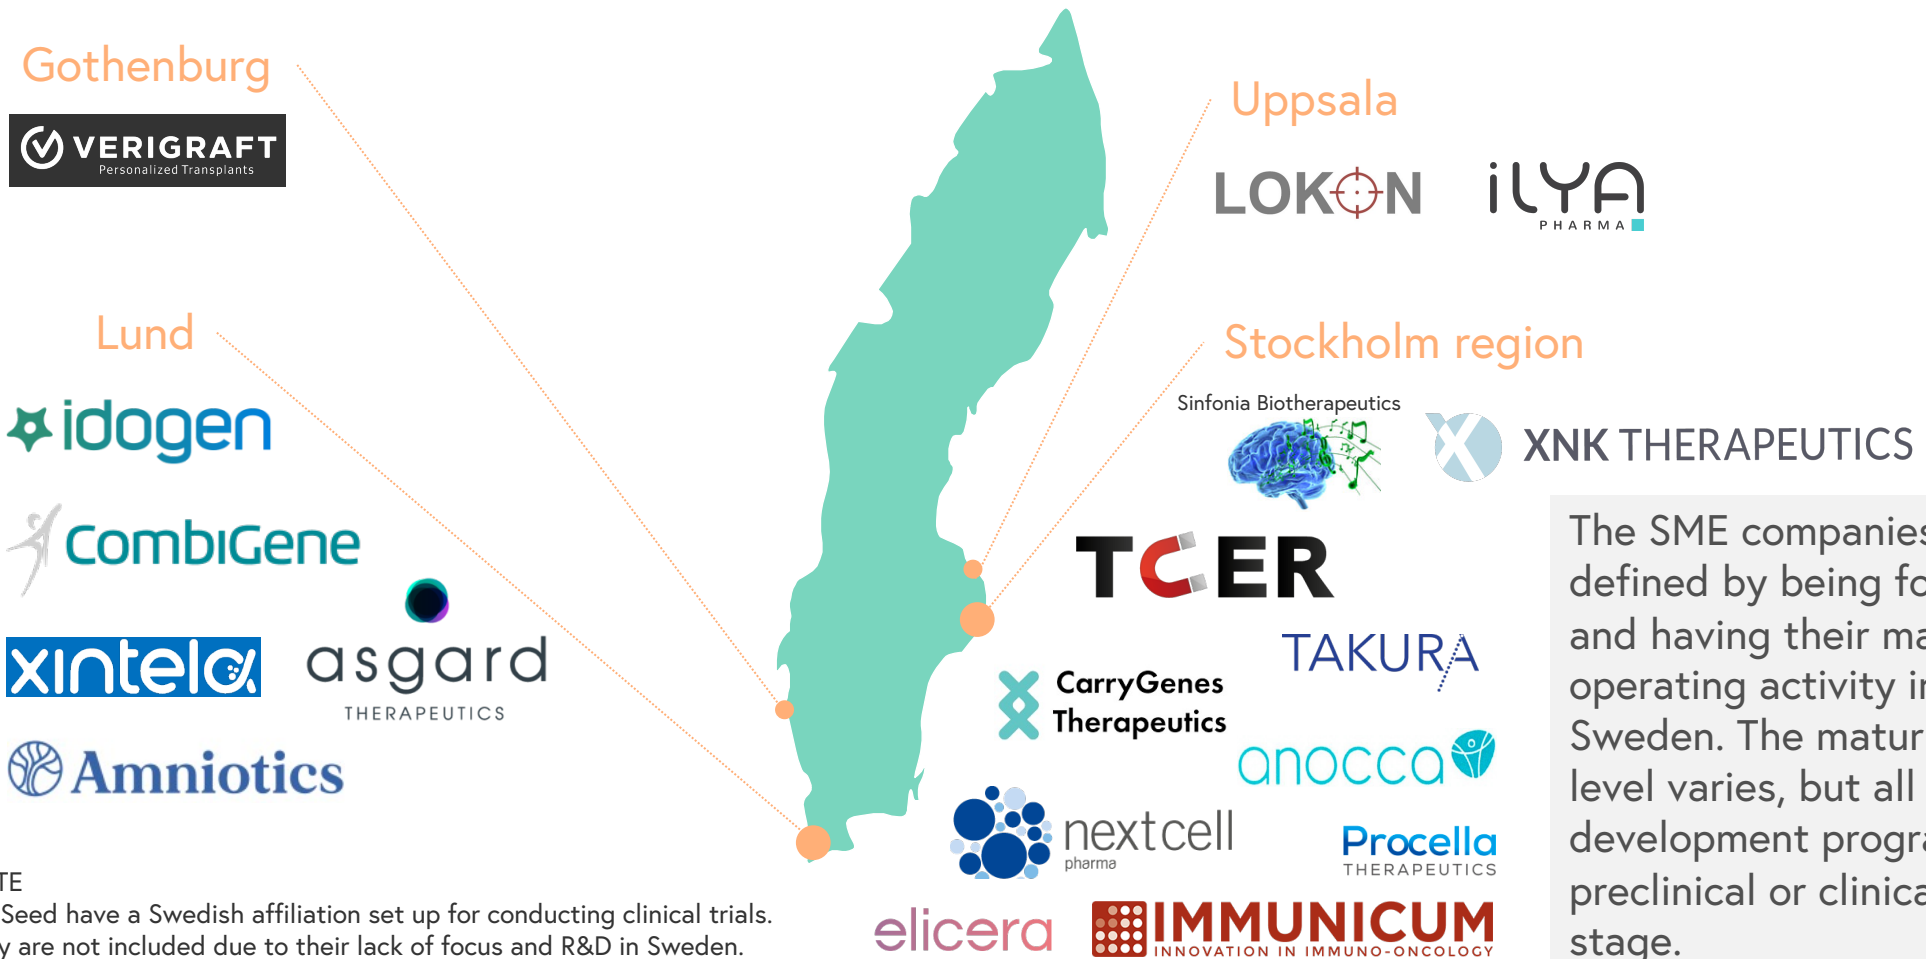 Gothenburg
VERIGRAFT
Personalized Transplants
Lund
idogen
CombiGene
xintela
asgard
THERAPEUTICS
Amniotics
TE
Seed have a Swedish affiliation set up for conducting clinical trials.
y are not included due to their lack of focus and R&D in Sweden.
Uppsala
LOKON
iLYA
PHARMA
Stockholm region
Sinfonia Biotherapeutics
XNK THERAPEUTICS
TCER
TAKURA
CarryGenes
Therapeutics
anocca
nextcell
pharma
Procella
THERAPEUTICS
elicera
IMMUNICUM
INNOVATION IN IMMUNO-ONCOLOGY
The SME companies
defined by being fo
and having their ma
operating activity in
Sweden. The matur
level varies, but all
development progra
preclinical or clinica
stage.